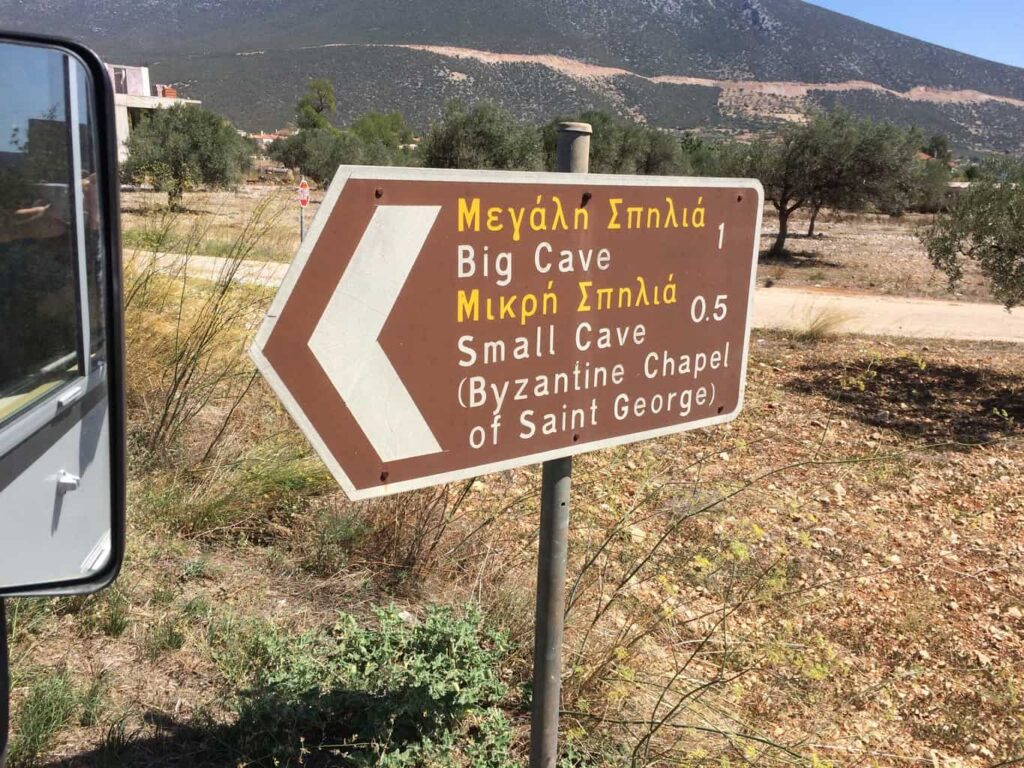 Μεγάλη Σπηλιά
Big Cave 1
Μικρή Σπηλιά
Small Cave 0.5
(Byzantine Chapel
of Saint George)